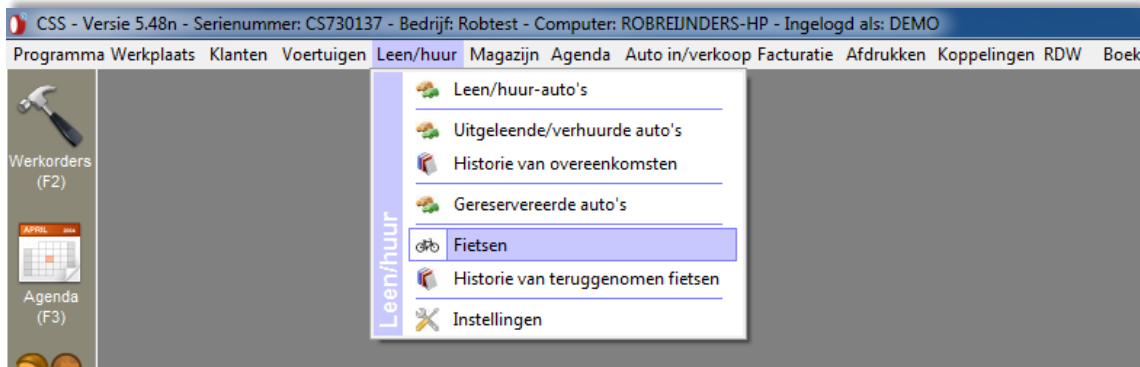 CSS - Versie 5.48n - Serienummer: CS730137 - Bedrijf: Robtest - Computer: ROBREIJNDERS-HP - Ingelogd als: DEMO
Programma Werkplaats Klanten Voertuigen Leen/huur Magazijn Agenda Auto in/verkoop Facturatie Afdrukken Koppelingen RDW Boek
Leen/huur-auto's
Uitgeleende/verhuurde auto's
Historie van overeenkomsten
Gereservereerde auto's
Fietsen
Historie van teruggenomen fietsen
Instellingen
Leen/huur
Werkorders
(F2)
APRIL
Agenda
(F3)